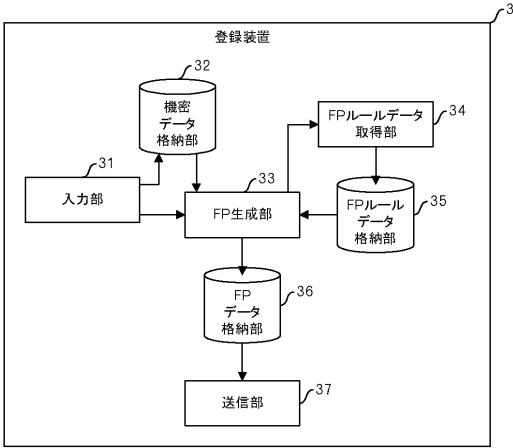 3
登録装置
32
機密
データ
格納部
FPルールデータ
取得部
34
31
入力部
33
FP生成部
FPルール
データ
格納部
35
FP
データ
格納部
36
送信部
37